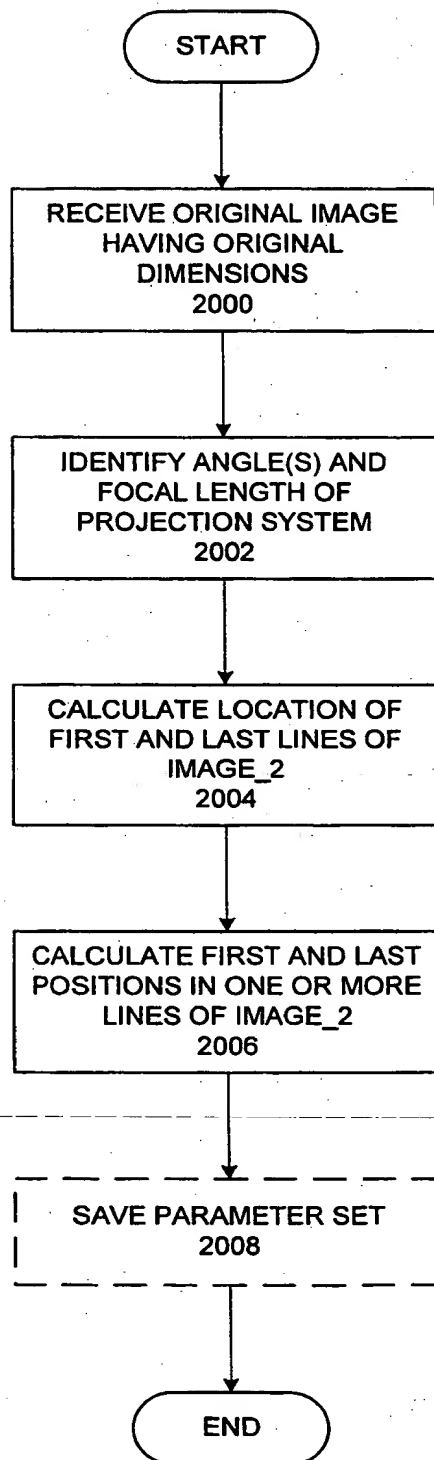 START
RECEIVE ORIGINAL IMAGE
HAVING ORIGINAL
DIMENSIONS
2000
IDENTIFY ANGLE(S) AND
FOCAL LENGTH OF
PROJECTION SYSTEM
2002
CALCULATE LOCATION OF
FIRST AND LAST LINES OF
IMAGE_2
2004
CALCULATE FIRST AND LAST
POSITIONS IN ONE OR MORE
LINES OF IMAGE_2
2006
SAVE PARAMETER SET
2008
END